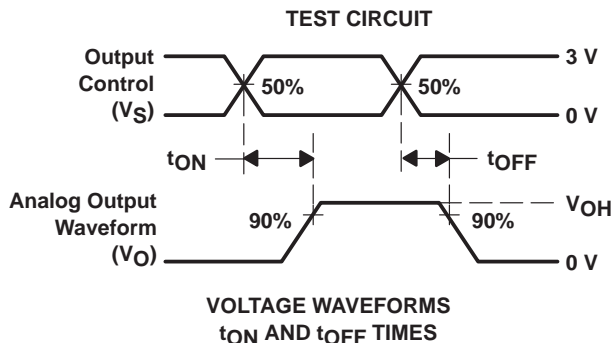 TEST CIRCUIT
Output
Control
(VS)
50%
50%
3 V
0 V
tON
tOFF
Analog Output
Waveform
(VO)
90%
90%
VOH
0 V
VOLTAGE WAVEFORMS
tON AND tOFF TIMES